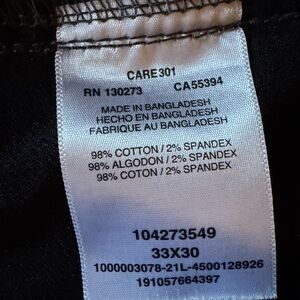 CARE301
RN 130273 CA55394
MADE IN BANGLADESH
HECHO EN BANGLADESH
FABRIQUE AU BANGLADESH
98% COTTON / 2% SPANDEX
98% ALGODON / 2% SPANDEX
98% COTON / 2% SPANDEX
104273549
33X30
1000003078-21L-4500128926
191057664397